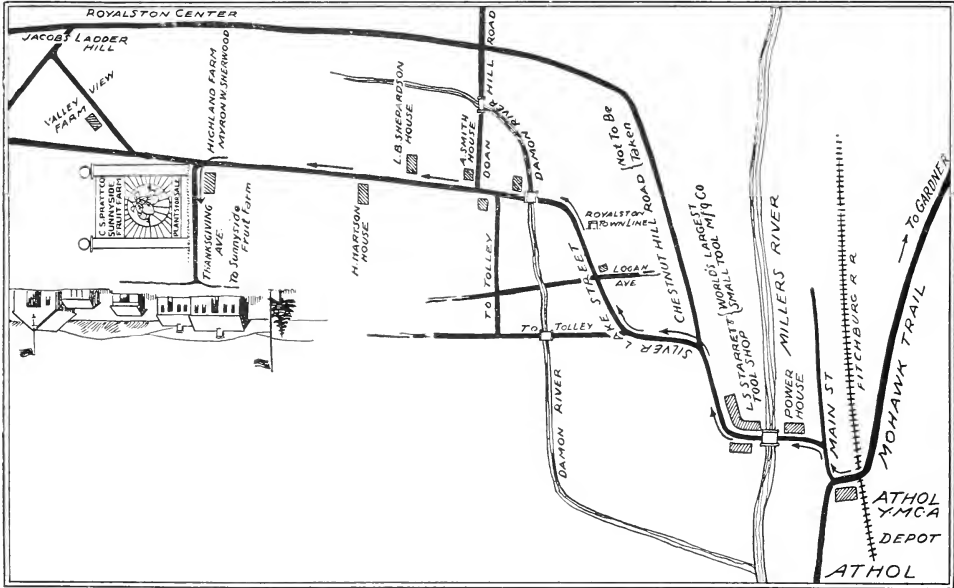 ROYALSTON CENTER
JACOBS LADDER
HILL
VALLEY
FARM
VIEW
HIGHLAND FARM
MYRON W. SHERWOOD
L.B. SHEPARDSON
HOUSE
A. SMITH
HOUSE
DOAN HILL ROAD
DAMON RIVER
Not To Be
Taken
C. S. PRATT CO
SUNNYSIDE
FRUIT FARM
PLANTS FOR SALE
THANKSGIVING
AVE
To Sunnyside
Fruit Farm
H. MARTSON
HOUSE
TO TOLLEY
ROYALSTON
TOWN LINE
LOGAN
AVE
SILVER LAKE STREET
CHESTNUT HILL ROAD
TO TOLLEY
DAMON RIVER
L S STARRETT
TOOL SHOP
WORLD'S LARGEST
SMALL TOOL M'f'g Co
MILLERS RIVER
POWER
HOUSE
MAIN ST
FITCHBURG R R
MOHAWK TRAIL
To GARDNER
ATHOL
Y.M.C.A
DEPOT
ATHOL